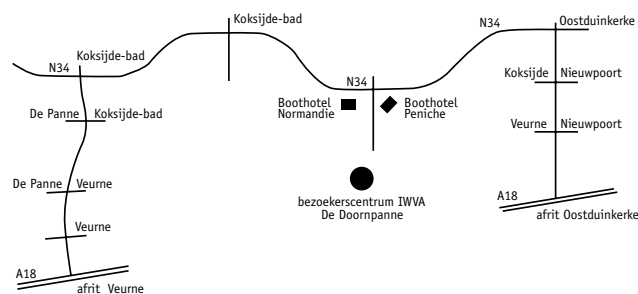 Koksijde-bad
N34
Oostduinkerke
Koksijde-bad
N34
N34
Koksijde
Nieuwpoort
Boothotel
Normandie
Boothotel
Peniche
De Panne
Koksijde-bad
Veurne
Nieuwpoort
De Panne
Veurne
bezoekerscentrum IWVA
De Doornpanne
A18
afrit Oostduinkerke
Veurne
A18
afrit Veurne